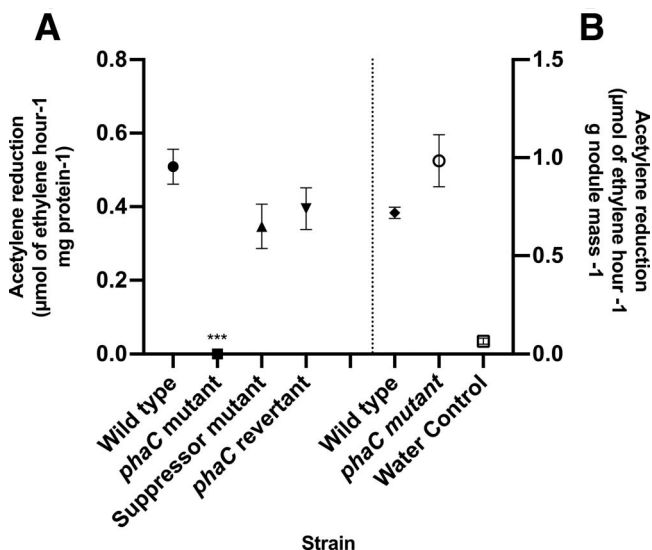 A
B
Acetylene reduction
(µmol of ethylene hour-1
mg protein-1)
0.8
0.6
0.4
0.2
0.0
***
1.5
1.0
0.5
0.0
Acetylene reduction
(µmol of ethylene hour -1
g nodule mass -1
Wild type
phaC mutant
Suppressor mutant
phaC revertant
Wild type
phaC mutant
Water Control
Strain